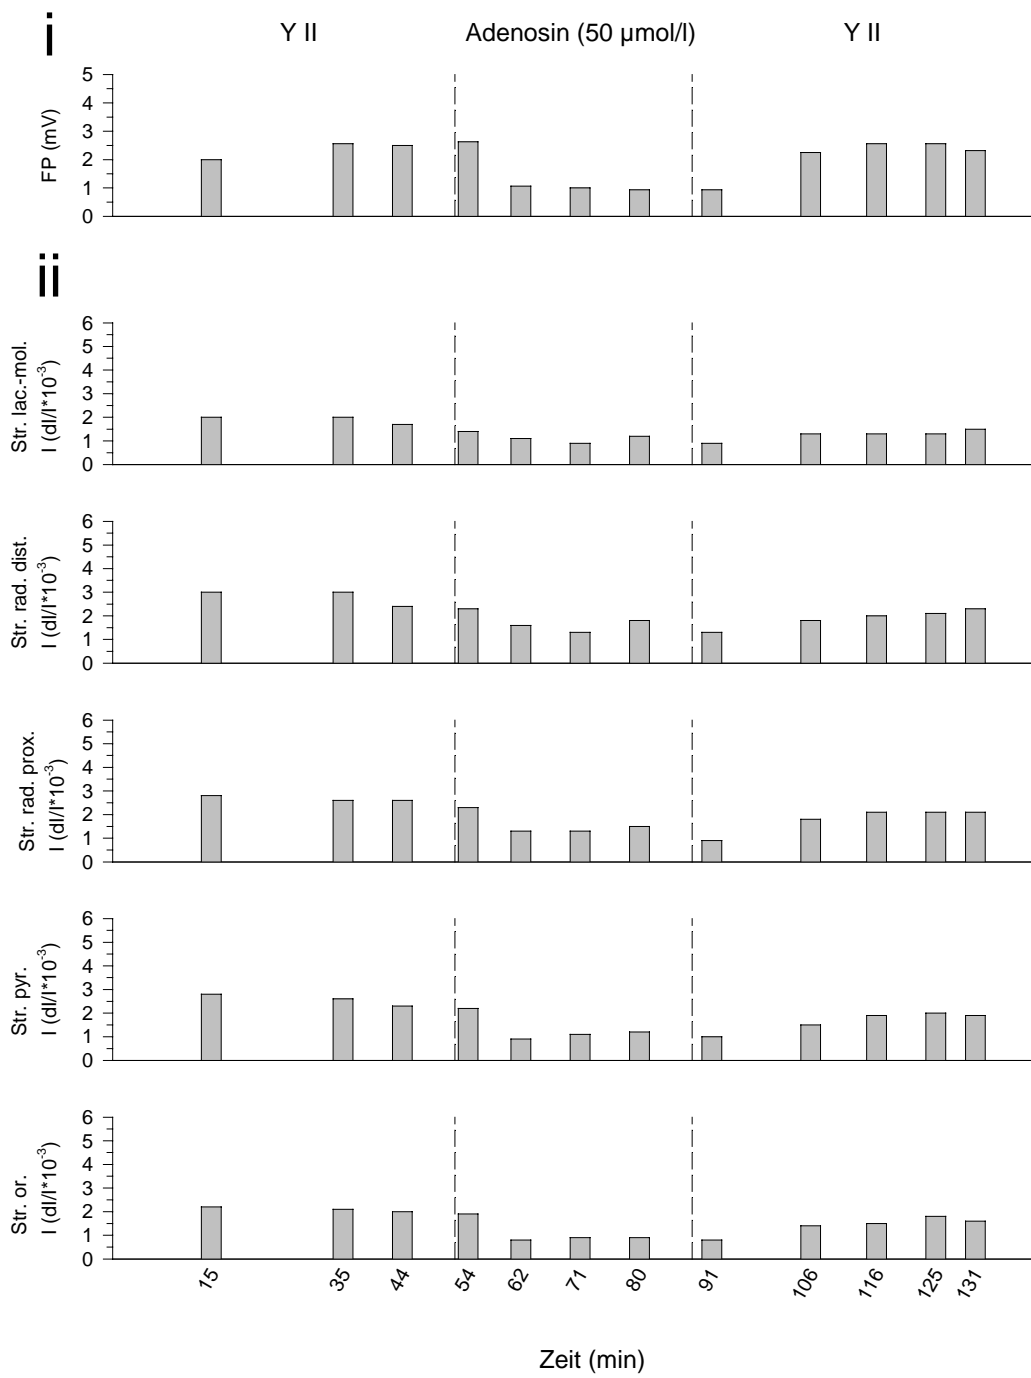 i
Y II Adenosin (50 µmol/l) Y II
FP (mV)
5
4
3
2
1
0
ii
Str. lac.-mol.
I (dI/I*10⁻³)
6
5
4
3
2
1
0
Str. rad. dist.
I (dI/I*10⁻³)
6
5
4
3
2
1
0
Str. rad. prox.
I (dI/I*10⁻³)
6
5
4
3
2
1
0
Str. pyr.
I (dI/I*10⁻³)
6
5
4
3
2
1
0
Str. or.
I (dI/I*10⁻³)
6
5
4
3
2
1
0
15 35 44 54 62 71 80 91 106 116 125 131
Zeit (min)